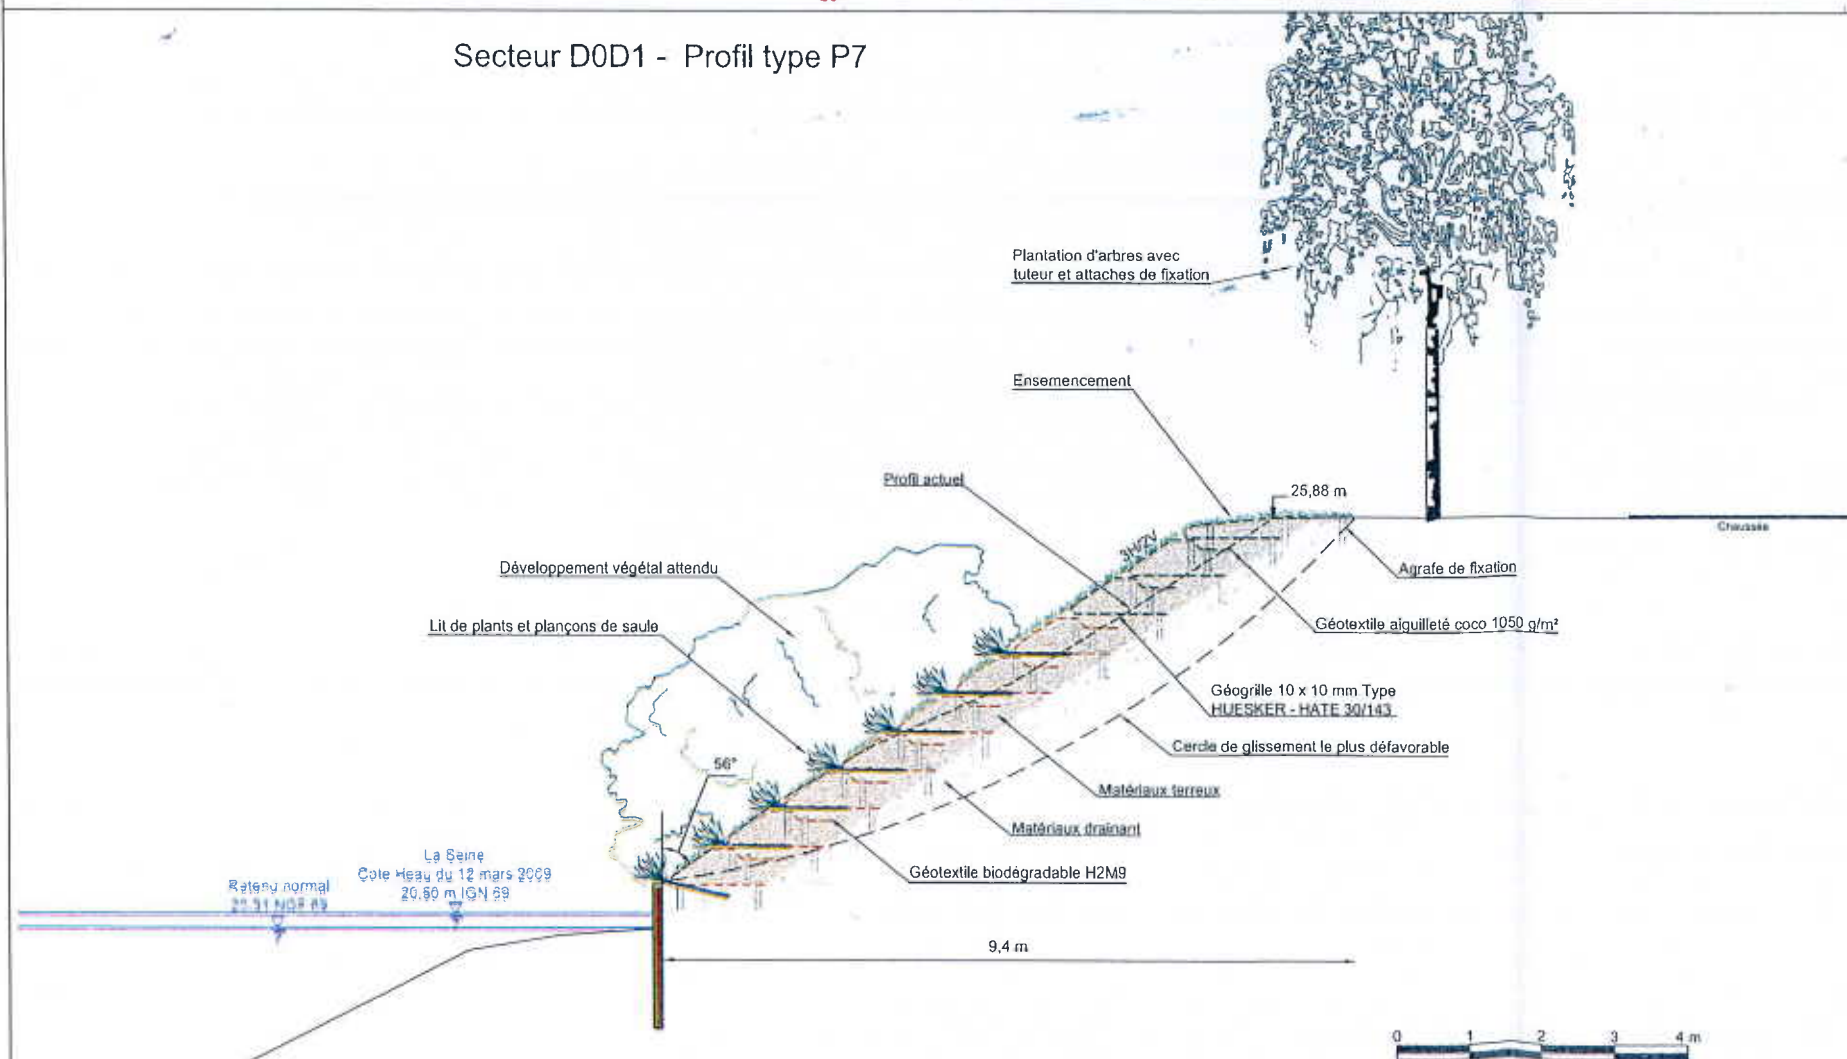 Secteur D0D1 - Profil type P7
Plantation d'arbres avec
tuteur et attaches de fixation
Ensemencement
Profil actuel
25,88 m
Chaussée
3H/2V
Développement végétal attendu
Agrafe de fixation
Lit de plants et plançons de saule
Géotextile aiguilleté coco 1050 g/m²
Géogrille 10 x 10 mm Type
HUESKER - HATE 30/143
Cercle de glissement le plus défavorable
56°
Matériaux terreux
Matériaux drainant
La Seine
Cote Heau du 12 mars 2009
20.50 m IGN 69
Géotextile biodégradable H2M9
Retenu normal
9,4 m
0 1 2 3 4 m